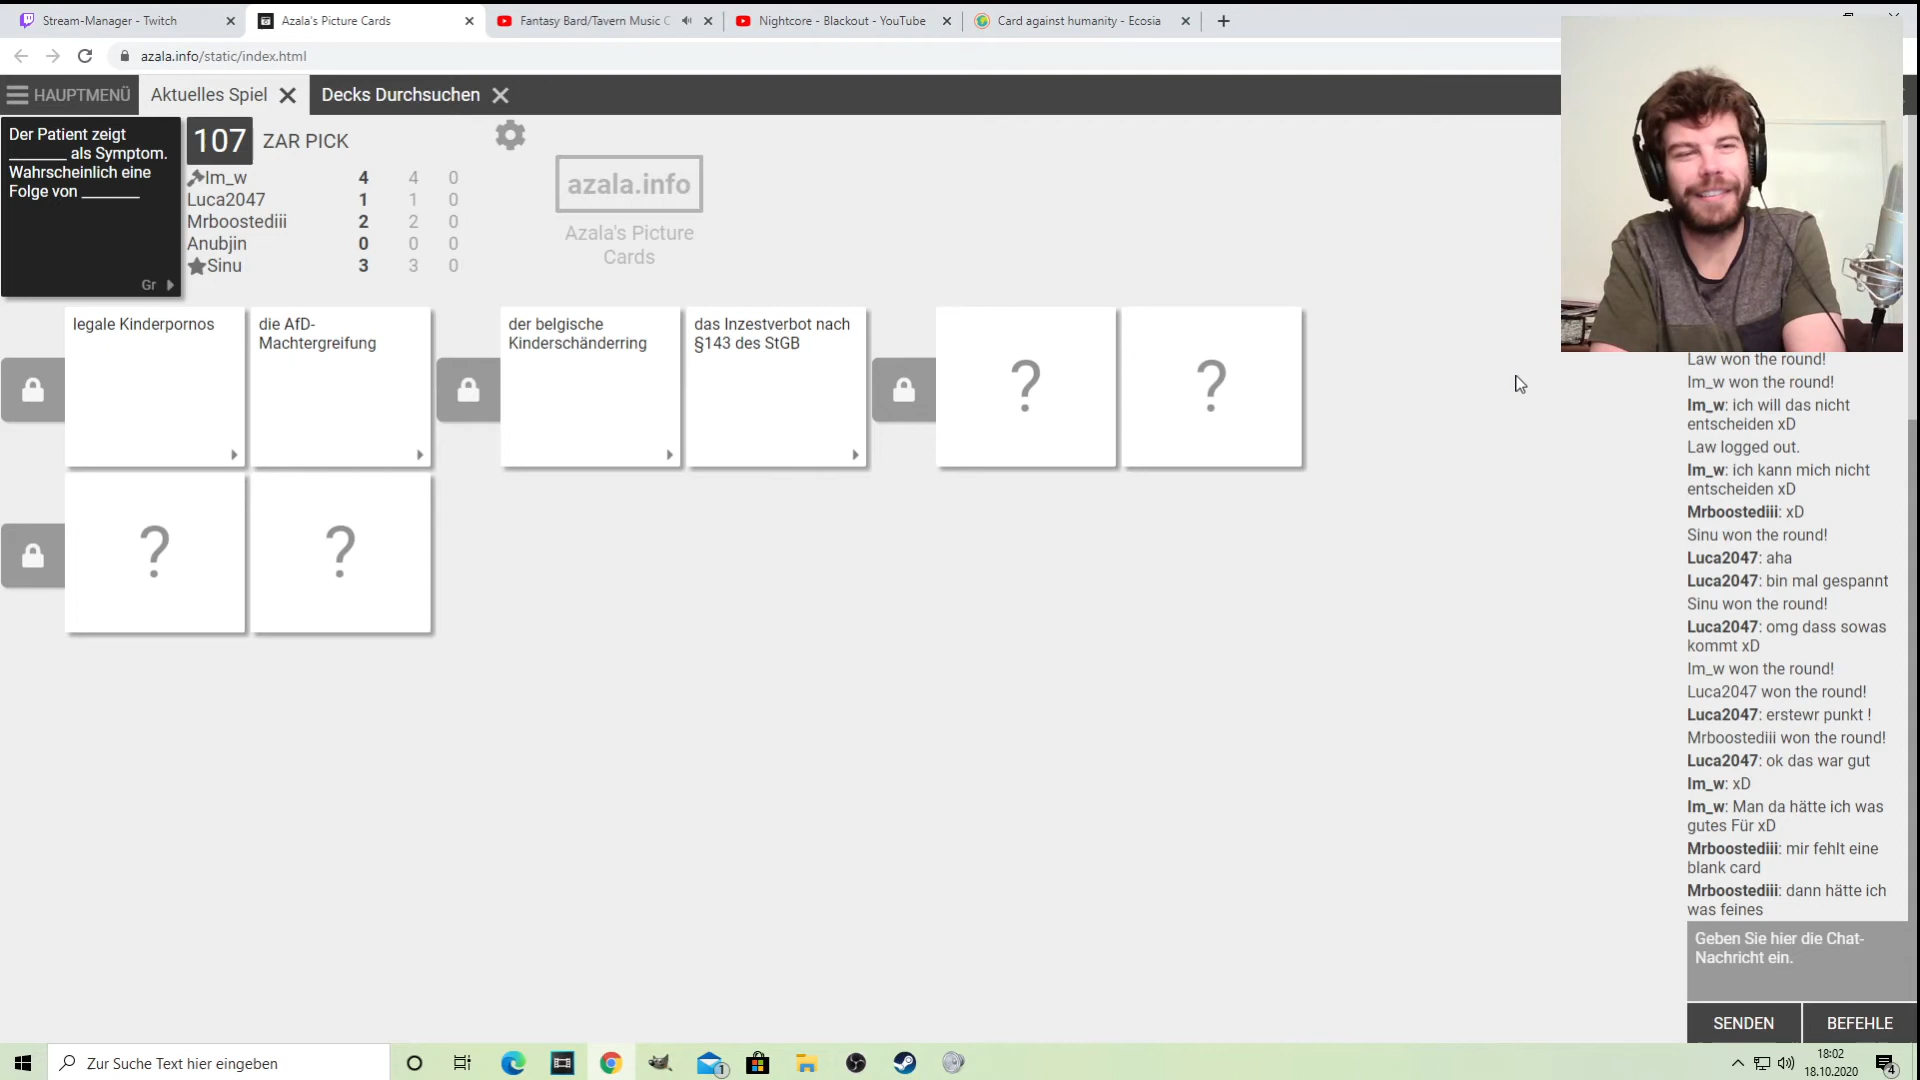 Stream-Manager - Twitch
Azala's Picture Cards
Fantasy Bard/Tavern Music C
Nightcore - Blackout - YouTube
Card against humanity - Ecosia
azala.info/static/index.html
HAUPTMENÜ
Aktuelles Spiel
Decks Durchsuchen
Der Patient zeigt
_______ als Symptom.
Wahrscheinlich eine
Folge von _______
Gr
107
ZAR PICK
Im_w 4 4 0
Luca2047 1 1 0
Mrboostediii 2 2 0
Anubjin 0 0 0
Sinu 3 3 0
azala.info
Azala's Picture
Cards
legale Kinderpornos
die AfD-
Machtergreifung
der belgische
Kinderschänderring
das Inzestverbot nach
§143 des StGB
?
?
?
?
Law won the round!
Im_w won the round!
Im_w: ich will das nicht
entscheiden xD
Law logged out.
Im_w: ich kann mich nicht
entscheiden xD
Mrboostediii: xD
Sinu won the round!
Luca2047: aha
Luca2047: bin mal gespannt
Sinu won the round!
Luca2047: omg dass sowas
kommt xD
Im_w won the round!
Luca2047 won the round!
Luca2047: erstewr punkt !
Mrboostediii won the round!
Luca2047: ok das war gut
Im_w: xD
Im_w: Man da hätte ich was
gutes Für xD
Mrboostediii: mir fehlt eine
blank card
Mrboostediii: dann hätte ich
was feines
Geben Sie hier die Chat-
Nachricht ein.
SENDEN
BEFEHLE
Zur Suche Text hier eingeben
1
18:02
18.10.2020
4